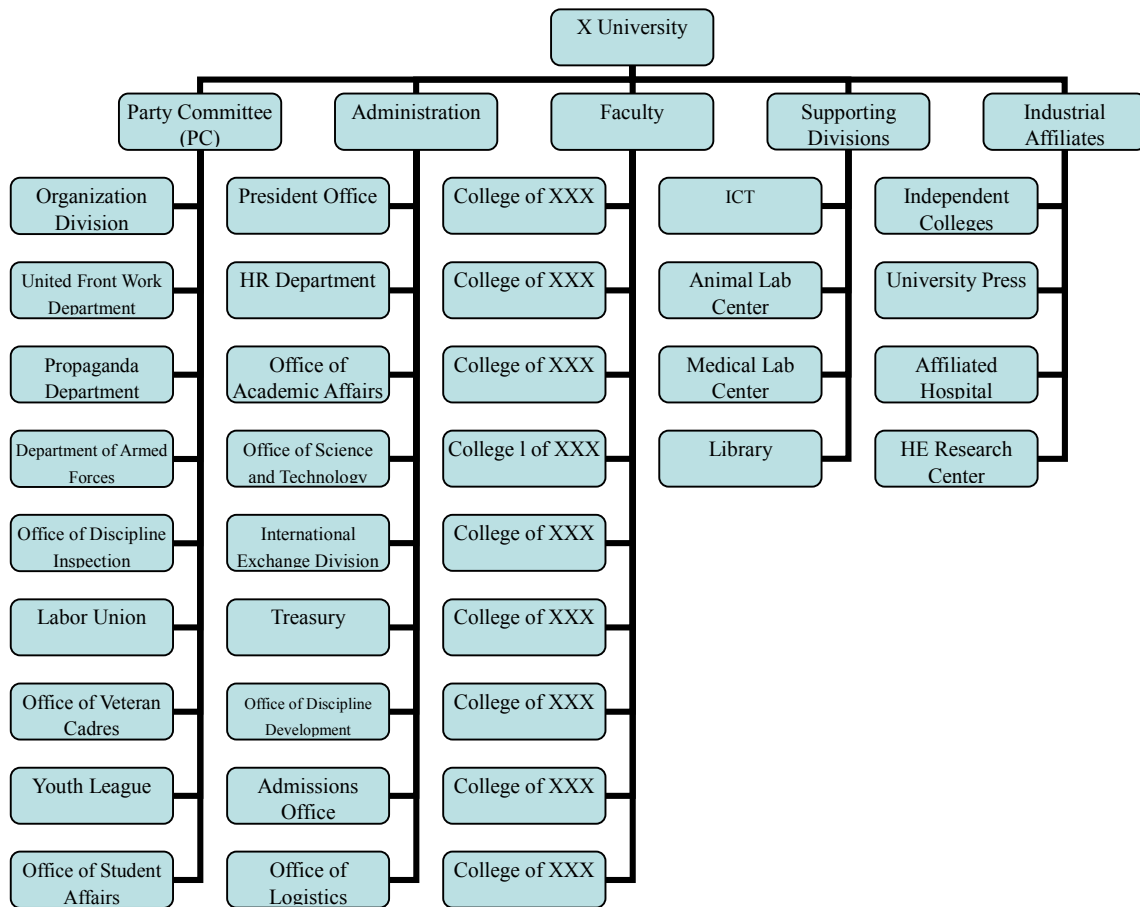 X University
Party Committee
(PC)
Administration
Faculty
Supporting
Divisions
Industrial
Affiliates
Organization
Division
United Front Work
Department
Propaganda
Department
Department of Armed
Forces
Office of Discipline
Inspection
Labor Union
Office of Veteran
Cadres
Youth League
Office of Student
Affairs
President Office
HR Department
Office of
Academic Affairs
Office of Science
and Technology
International
Exchange Division
Treasury
Office of Discipline
Development
Admissions
Office
Office of
Logistics
College of XXX
College of XXX
College of XXX
College l of XXX
College of XXX
College of XXX
College of XXX
College of XXX
College of XXX
ICT
Animal Lab
Center
Medical Lab
Center
Library
Independent
Colleges
University Press
Affiliated
Hospital
HE Research
Center